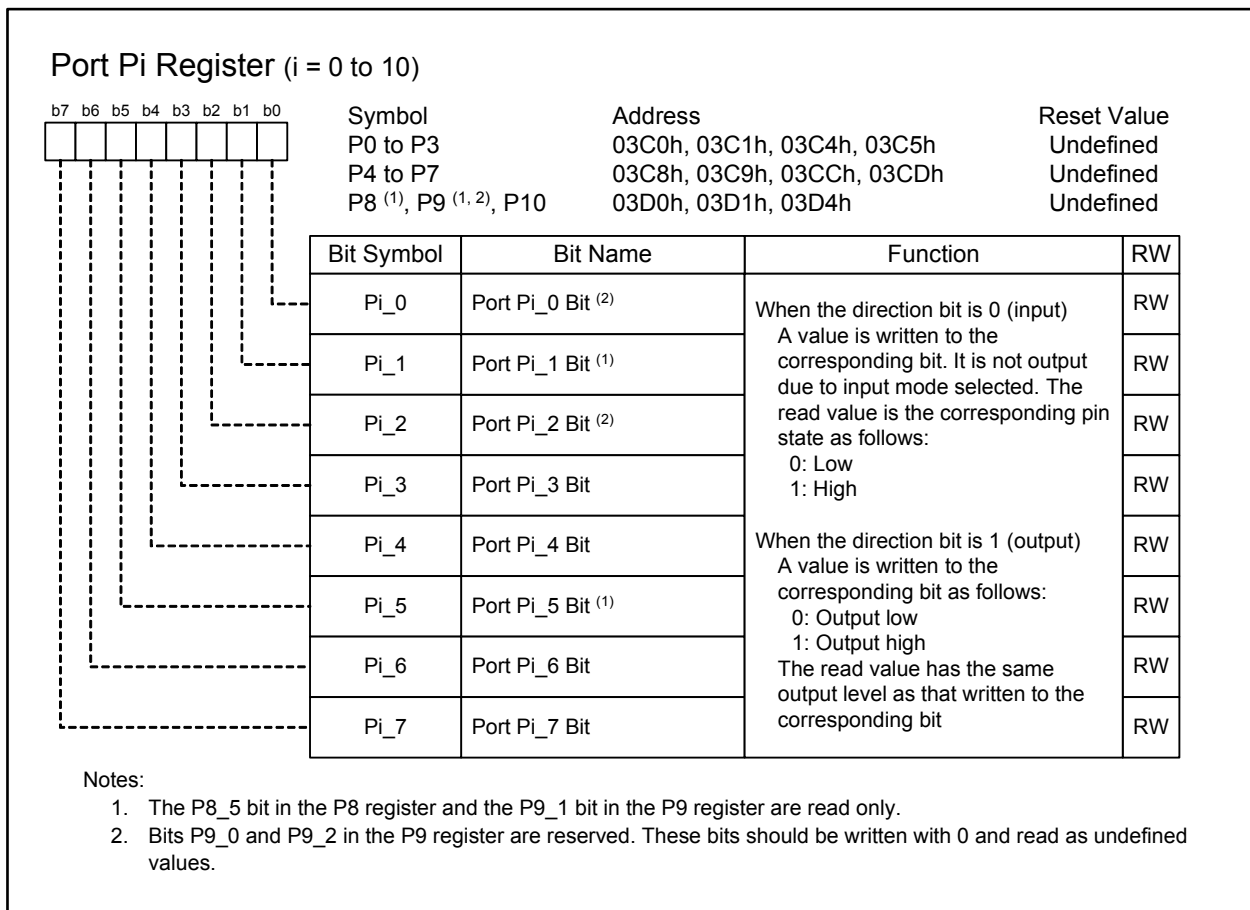 Port Pi Register (i = 0 to 10)
b7 b6 b5 b4 b3 b2 b1 b0
Symbol Address Reset Value
P0 to P3 03C0h, 03C1h, 03C4h, 03C5h Undefined
P4 to P7 03C8h, 03C9h, 03CCh, 03CDh Undefined
P8 (1), P9 (1, 2), P10 03D0h, 03D1h, 03D4h Undefined
Bit Symbol Bit Name Function RW
Pi_0 Port Pi_0 Bit (2) RW
Pi_1 Port Pi_1 Bit (1) RW
Pi_2 Port Pi_2 Bit (2) RW
Pi_3 Port Pi_3 Bit RW
Pi_4 Port Pi_4 Bit RW
Pi_5 Port Pi_5 Bit (1) RW
Pi_6 Port Pi_6 Bit RW
Pi_7 Port Pi_7 Bit RW
When the direction bit is 0 (input)
A value is written to the
corresponding bit. It is not output
due to input mode selected. The
read value is the corresponding pin
state as follows:
0: Low
1: High
When the direction bit is 1 (output)
A value is written to the
corresponding bit as follows:
0: Output low
1: Output high
The read value has the same
output level as that written to the
corresponding bit
Notes:
1. The P8_5 bit in the P8 register and the P9_1 bit in the P9 register are read only.
2. Bits P9_0 and P9_2 in the P9 register are reserved. These bits should be written with 0 and read as undefined
values.